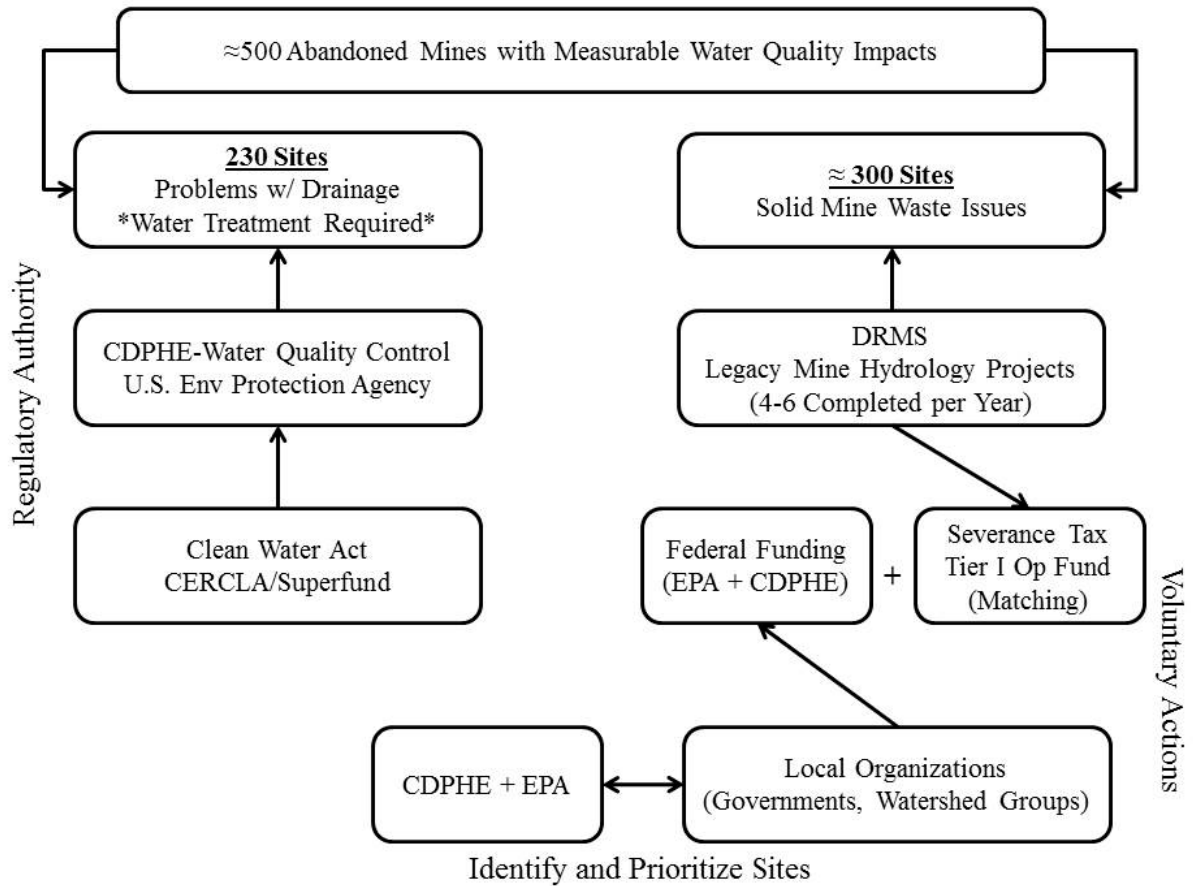 ≈500 Abandoned Mines with Measurable Water Quality Impacts
230 Sites
Problems w/ Drainage
*Water Treatment Required*
≈ 300 Sites
Solid Mine Waste Issues
Regulatory Authority
CDPHE-Water Quality Control
U.S. Env Protection Agency
DRMS
Legacy Mine Hydrology Projects
(4-6 Completed per Year)
Clean Water Act
CERCLA/Superfund
Federal Funding
(EPA + CDPHE)
+
Severance Tax
Tier I Op Fund
(Matching)
Voluntary Actions
CDPHE + EPA
Local Organizations
(Governments, Watershed Groups)
Identify and Prioritize Sites